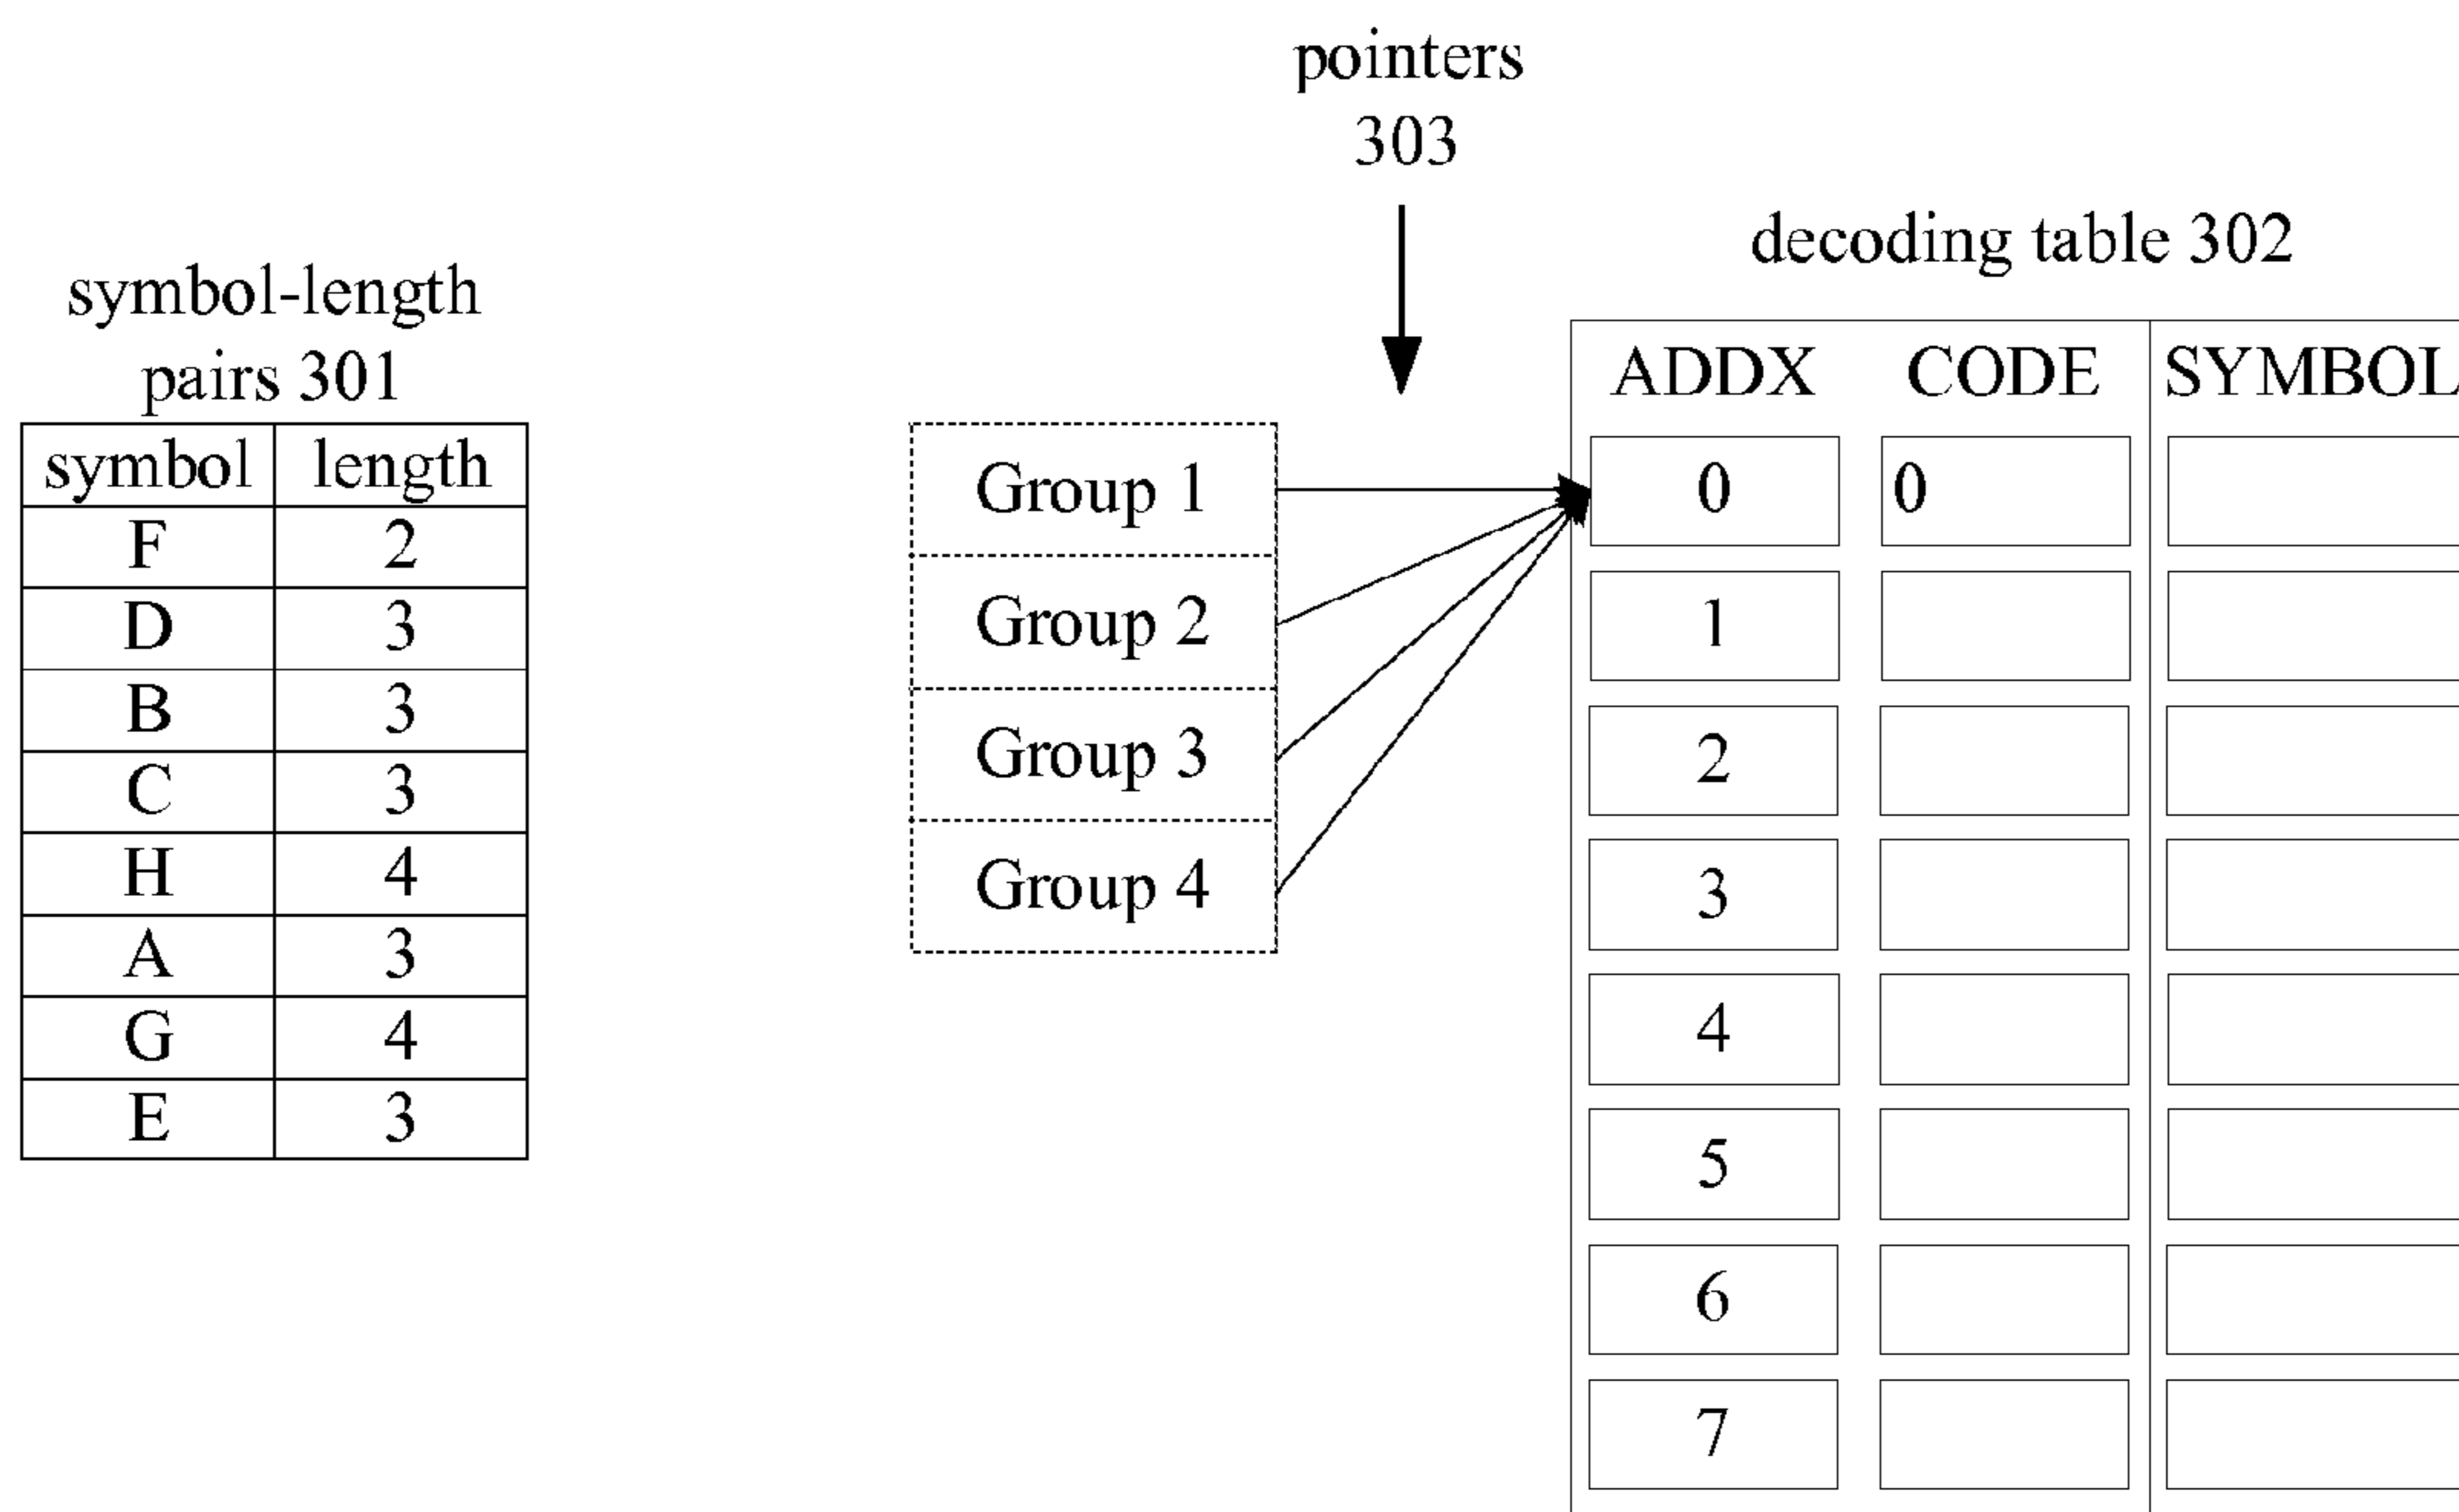 pointers
303
symbol-length
pairs 301
symbol length
F 2
D 3
B 3
C 3
H 4
A 3
G 4
E 3
Group 1
Group 2
Group 3
Group 4
decoding table 302
ADDX CODE SYMBOL
0 0
1
2
3
4
5
6
7